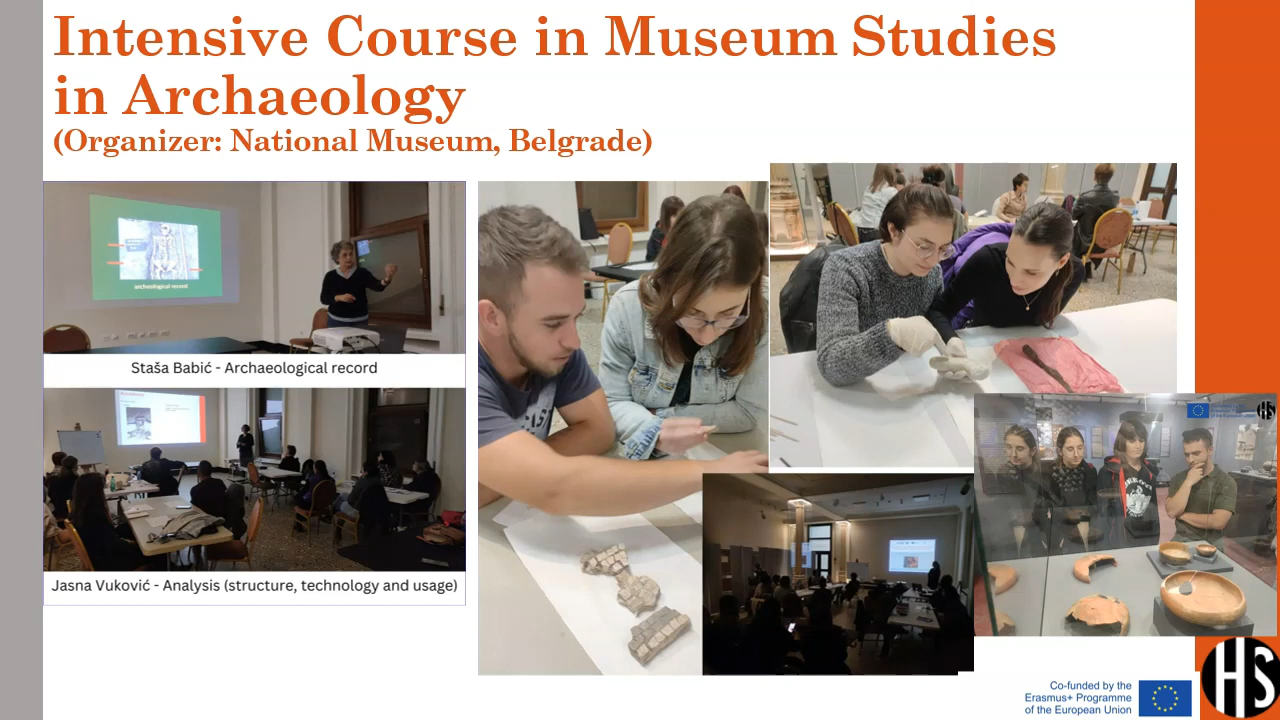 Intensive Course in Museum Studies
in Archaeology
(Organizer: National Museum, Belgrade)
archaeological record
Staša Babić - Archaeological record
Jasna Vuković - Analysis (structure, technology and usage)
Co-funded by the
Erasmus+ Programme
of the European Union
HS